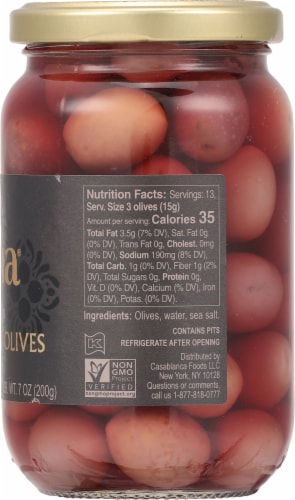 Nutrition Facts: Servings: 13,
Serv. Size 3 olives (15g)
Amount per serving: Calories 35
Total Fat 3.5g (7% DV), Sat. Fat 0g
(0% DV), Trans Fat 0g, Cholest. 0mg
(0% DV), Sodium 190mg (8% DV),
Total Carb. 1g (0% DV), Fiber 1g (2%
DV), Total Sugars 0g, Protein 0g,
Vit. D (0% DV), Calcium (% DV), Iron
(0% DV), Potas. (0% DV).
a
OLIVES
WT. 7 OZ (200g)
Ingredients: Olives, water, sea salt.
CONTAINS PITS
REFRIGERATE AFTER OPENING
K
NON
GMO
Project
VERIFIED
nongmoproject.org
Distributed by
Casablanca Foods LLC
New York, NY 10128
Questions or comments,
call us at 1-877-818-0777